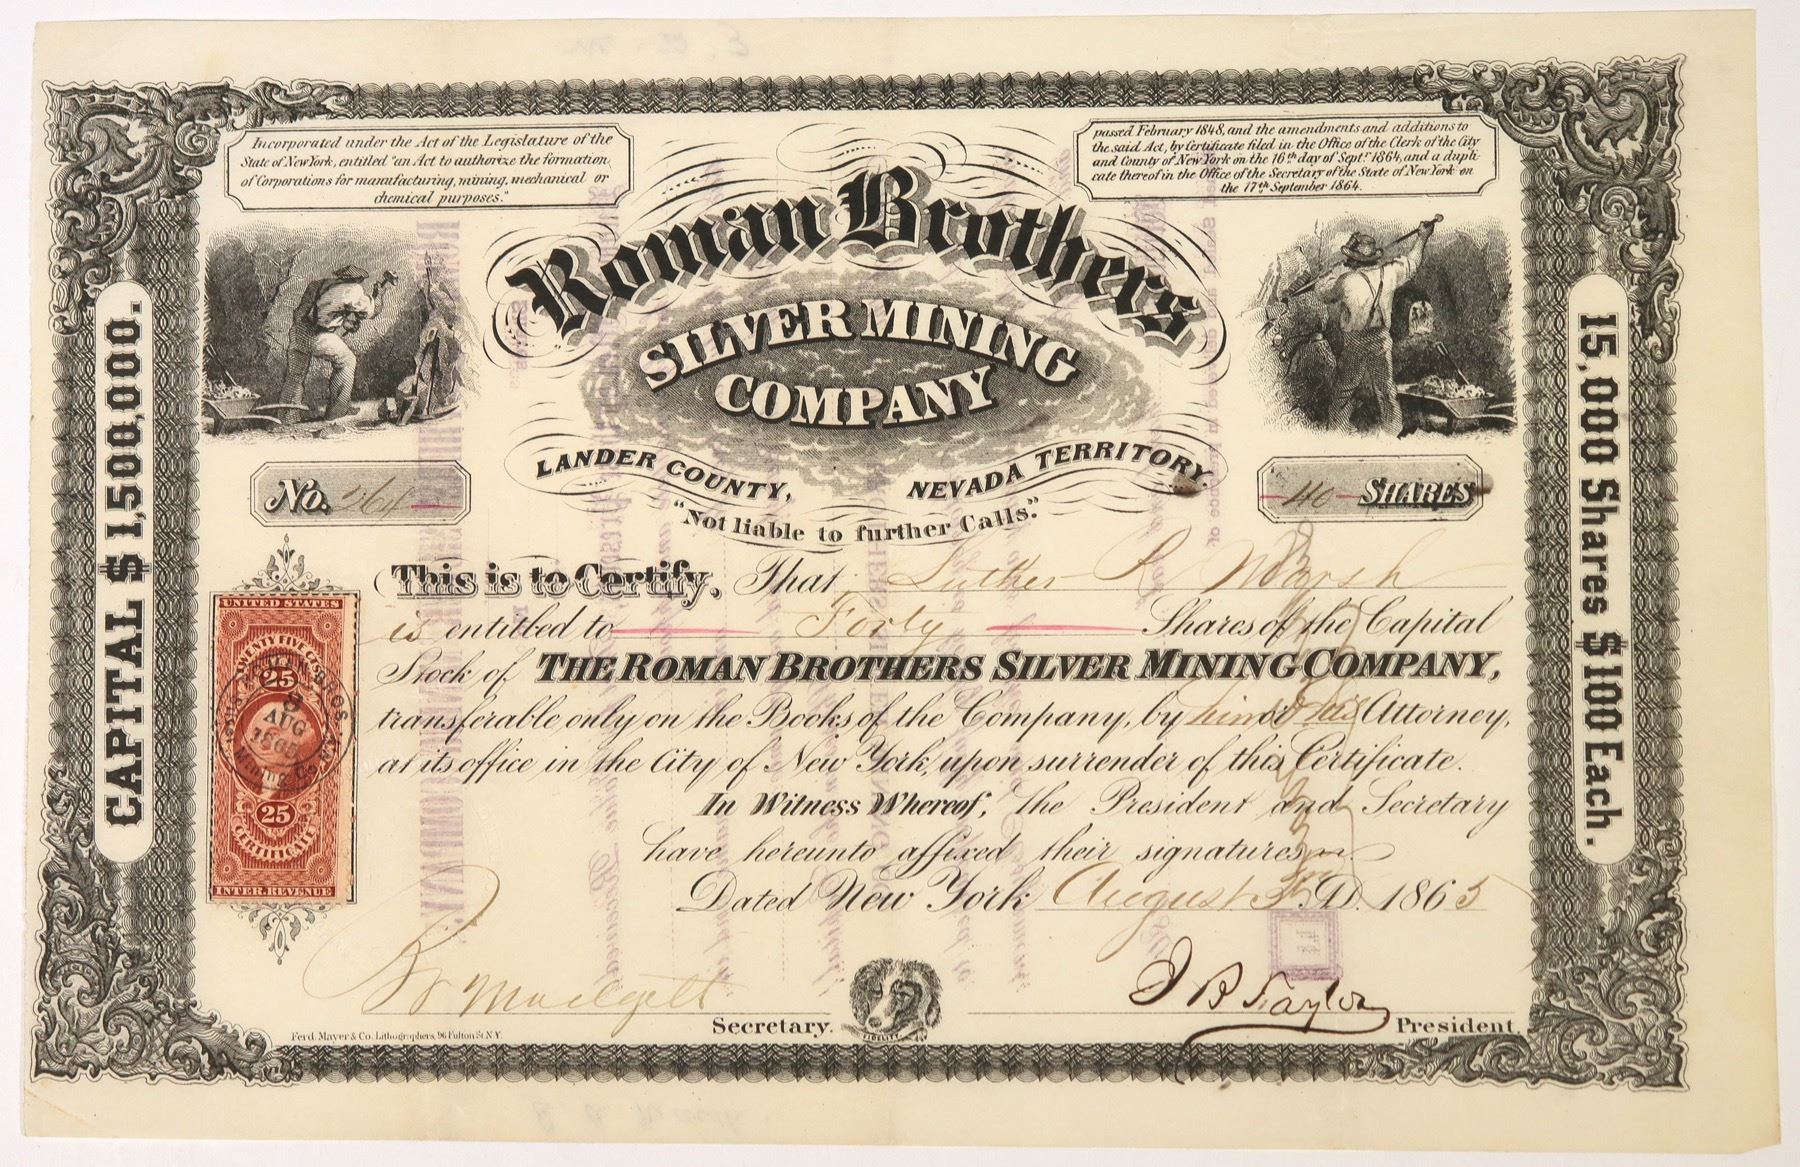 Incorporated under the Act of the Legislature of the
State of New York, entitled "an Act to authorize the formation
of Corporations for manufacturing, mining, mechanical or
chemical purposes."
passed February 1848, and the amendments and additions to
the said Act, by Certificate filed in the Office of the Clerk of the City
and County of New York on the 16th day of Septr. 1864, and a dupli
cate thereof in the Office of the Secretary of the State of New York on
the 17th September 1864.
Roman Brothers
SILVER MINING
COMPANY
LANDER COUNTY, NEVADA TERRITORY.
"Not liable to further Calls."
CAPITAL $1,500,000.
15,000 Shares $100 Each.
No. 564
40 SHARES
This is to Certify, That Luther R Marsh
is entitled to Forty Shares of the Capital
Stock of THE ROMAN BROTHERS SILVER MINING COMPANY,
transferable only on the Books of the Company, by him or his Attorney,
at its office in the City of New York, upon surrender of this Certificate.
In Witness Whereof, the President and Secretary
have hereunto affixed their signatures
Dated New York August 3 A.D. 1865
UNITED STATES
TWENTY FIVE CENTS
25
8
AUG
1865
25
CERTIFICATE
INTER. REVENUE
Secretary.
FIDELITY
J B Taylor
President.
Ferd. Mayer & Co. Lithographers, 96 Fulton St. N.Y.